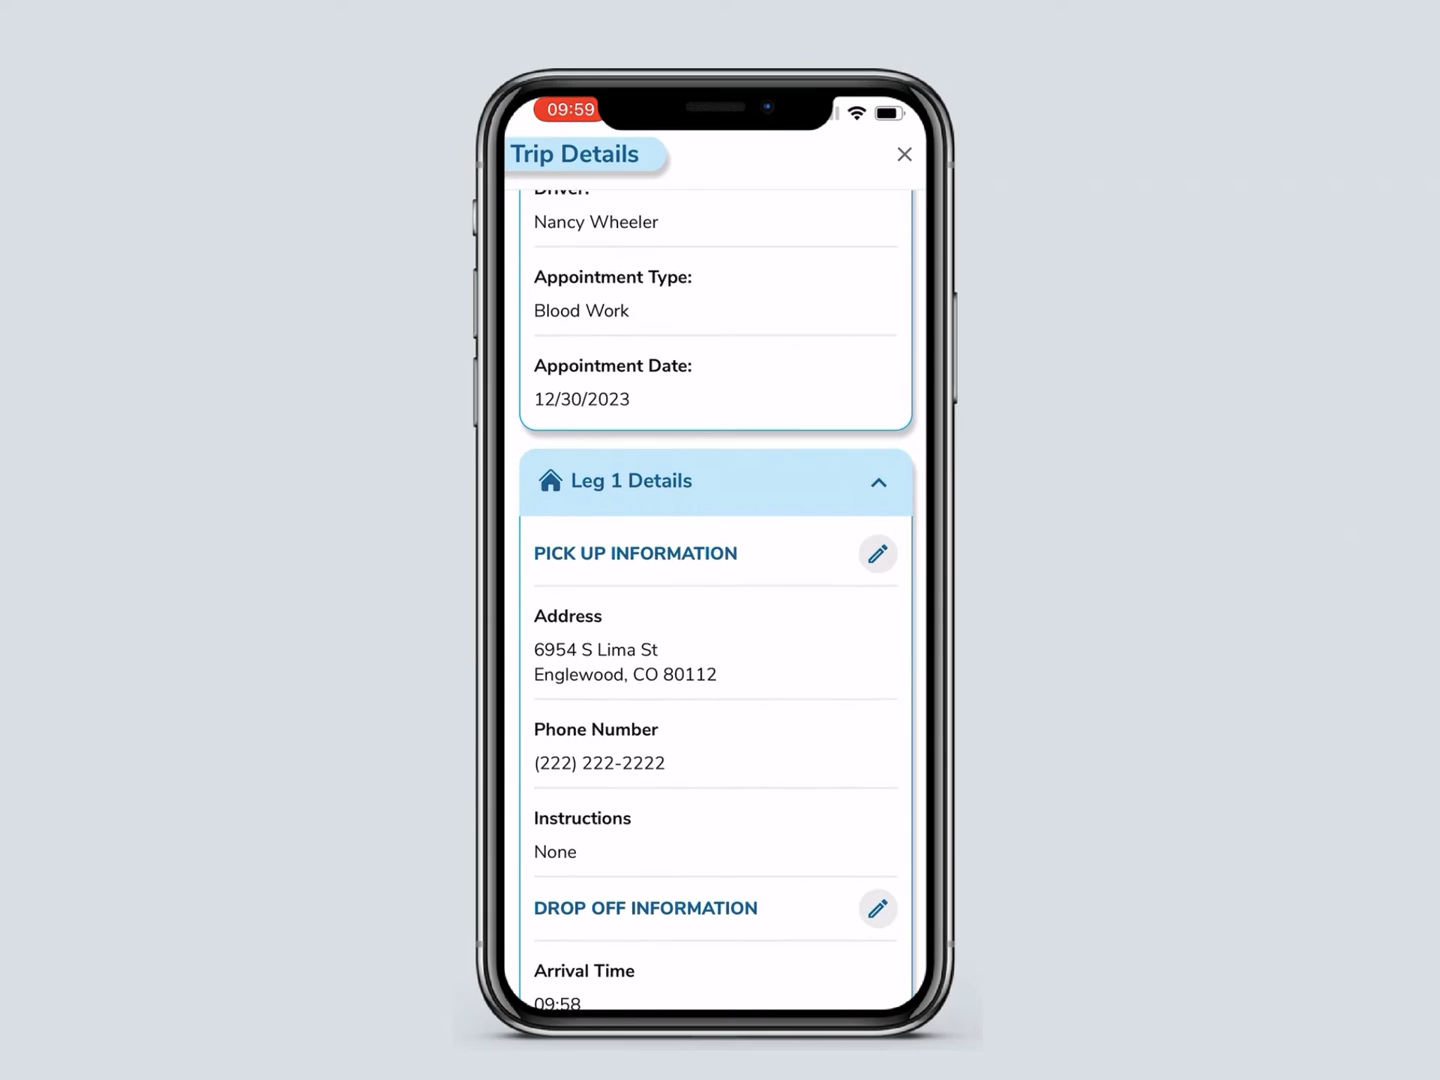 09:59
Trip Details
Driver:
Nancy Wheeler
Appointment Type:
Blood Work
Appointment Date:
12/30/2023
Leg 1 Details
PICK UP INFORMATION
Address
6954 S Lima St
Englewood, CO 80112
Phone Number
(222) 222-2222
Instructions
None
DROP OFF INFORMATION
Arrival Time
09:58